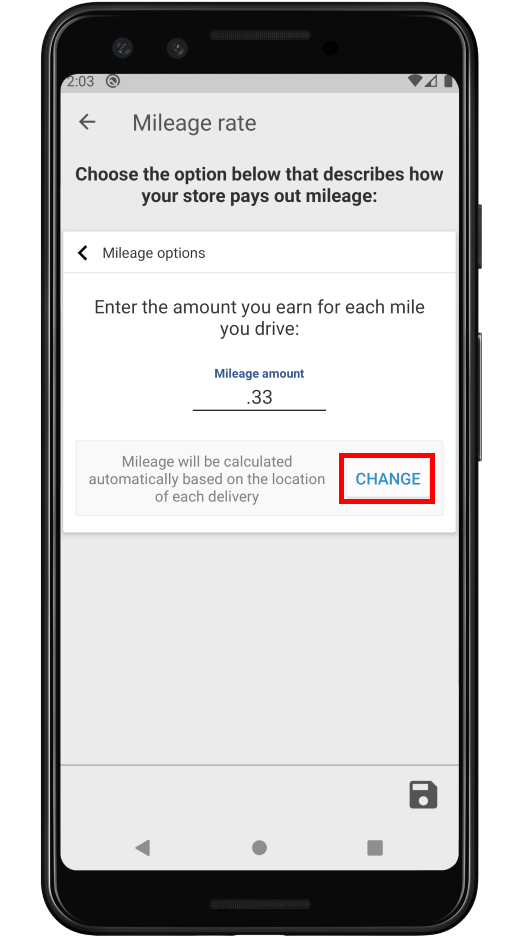 2:03
Mileage rate
Choose the option below that describes how
your store pays out mileage:
Mileage options
Enter the amount you earn for each mile
you drive:
Mileage amount
.33
Mileage will be calculated
automatically based on the location
of each delivery
CHANGE